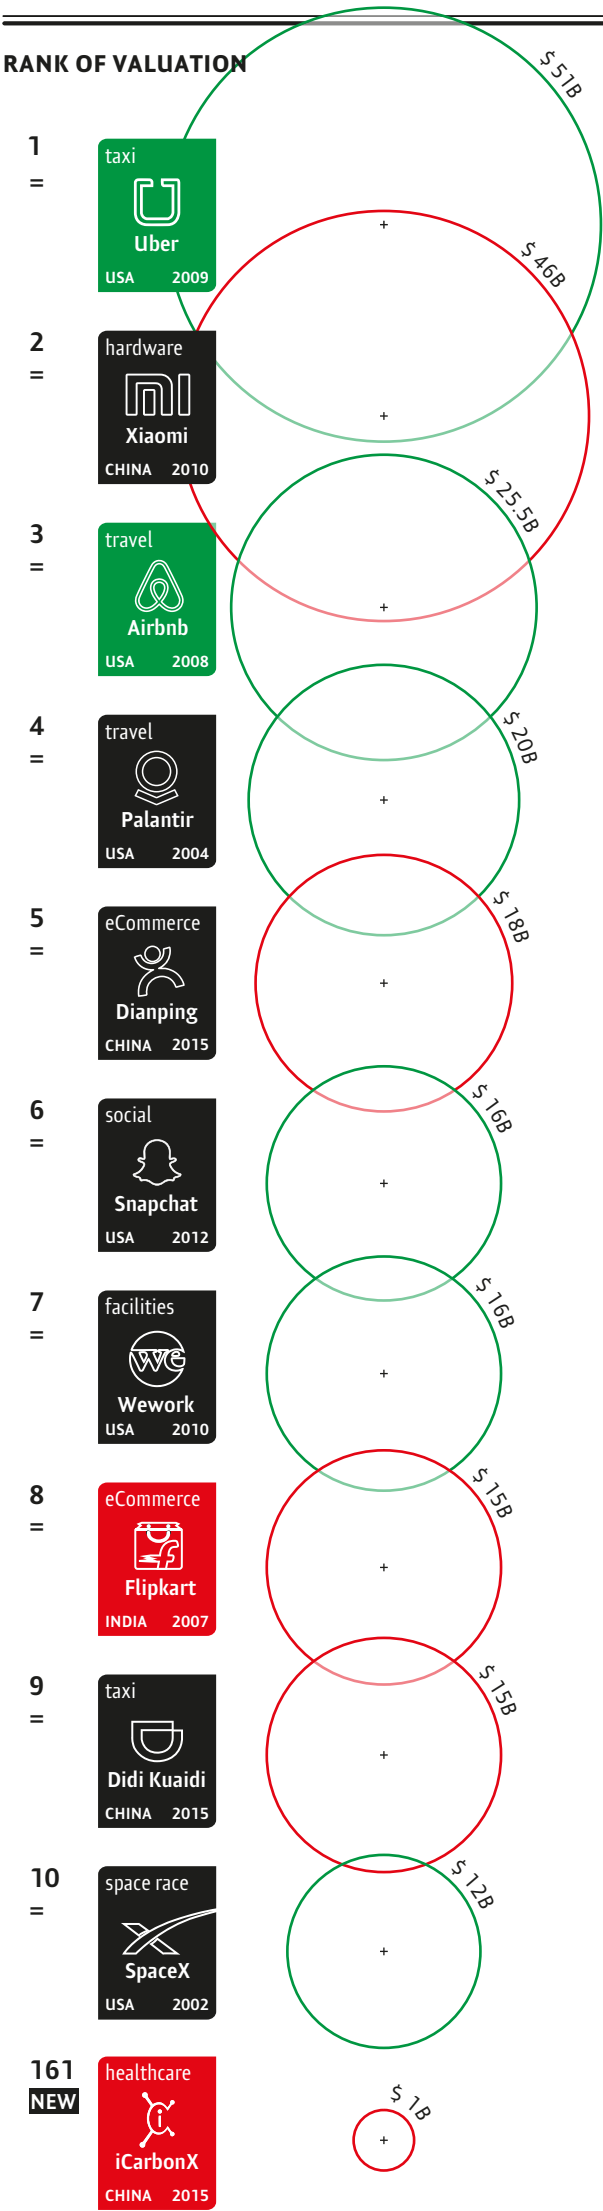 RANK OF VALUATION
$ 51B
1
=
taxi
Uber
USA 2009
$ 46B
2
=
hardware
mi
Xiaomi
CHINA 2010
$ 25.5B
3
=
travel
Airbnb
USA 2008
$ 20B
4
=
travel
Palantir
USA 2004
$ 18B
5
=
eCommerce
Dianping
CHINA 2015
$ 16B
6
=
social
Snapchat
USA 2012
$ 16B
7
=
facilities
we
Wework
USA 2010
$ 15B
8
=
eCommerce
f
Flipkart
INDIA 2007
$ 15B
9
=
taxi
Didi Kuaidi
CHINA 2015
$ 12B
10
=
space race
X
SpaceX
USA 2002
$ 1B
161
NEW
healthcare
i
iCarbonX
CHINA 2015